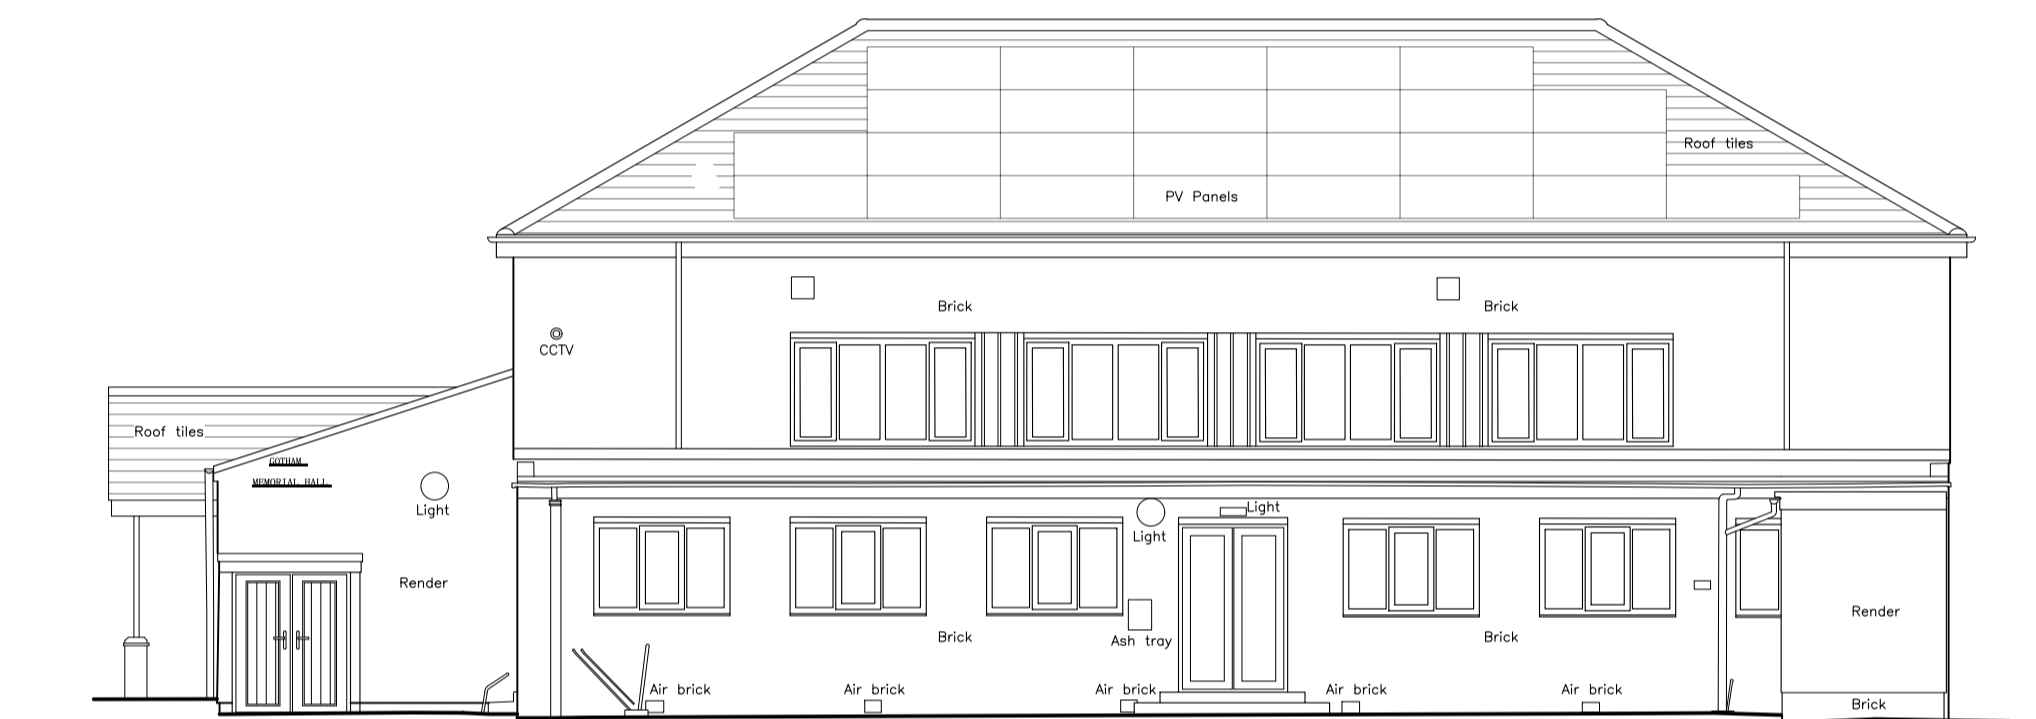 Roof tiles
PV Panels
Brick
Brick
CCTV
Roof tiles
GOTHAM
MEMORIAL HALL
Light
Light
Light
Render
Render
Brick
Ash tray
Brick
Air brick
Air brick
Air brick
Air brick
Air brick
Brick